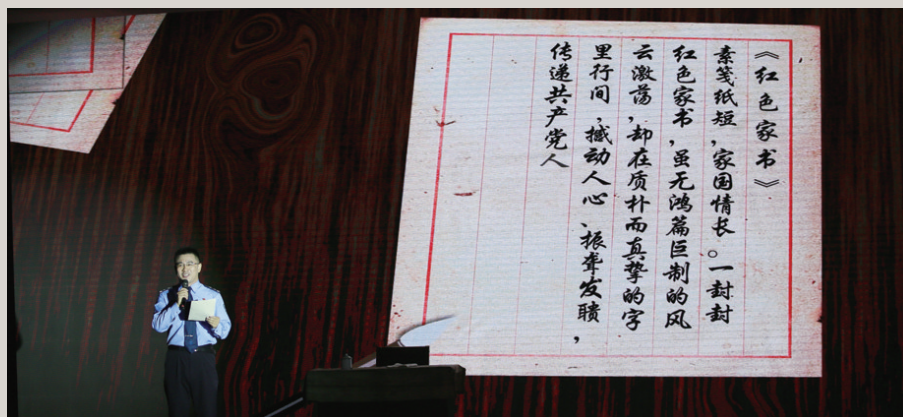 《红色家书》
素笺纸短，家国情长。一封封
红色家书，虽无鸿篇巨制的风
云激荡，却在质朴而真挚的字
里行间，撼动人心、振聋发聩，
传递共产党人